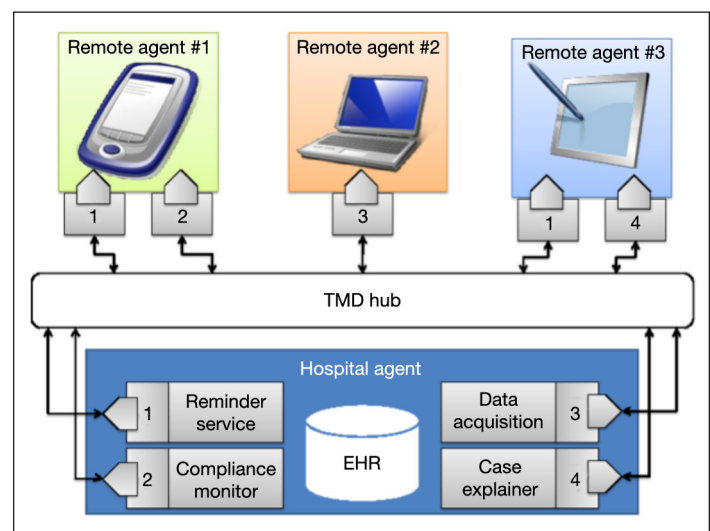 Remote agent #1
Remote agent #2
Remote agent #3
1
2
3
1
4
TMD hub
Hospital agent
1
Reminder
service
Data
acquisition
3
EHR
2
Compliance
monitor
Case
explainer
4